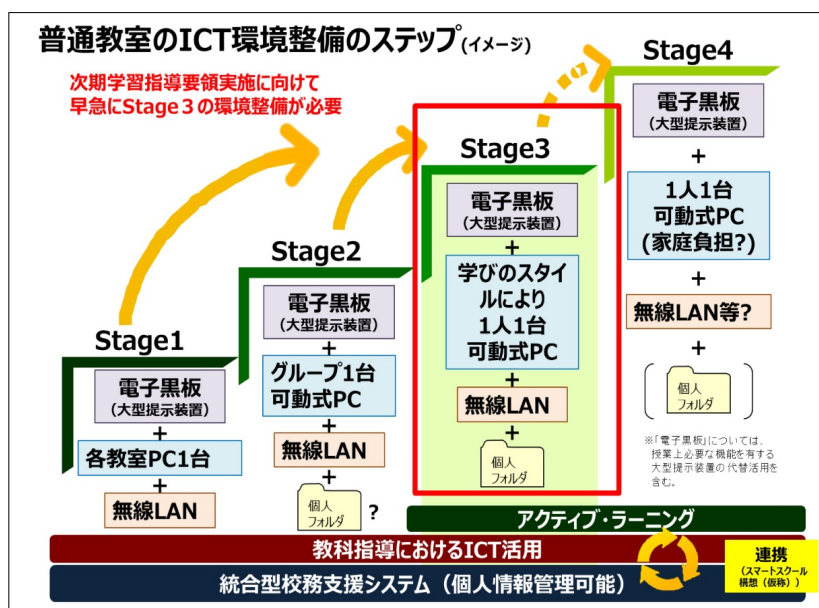 普通教室のICT環境整備のステップ(イメージ)
次期学習指導要領実施に向けて
早急にStage３の環境整備が必要
Stage1
電子黒板
(大型提示装置)
+
各教室PC1台
+
無線LAN
Stage2
電子黒板
(大型提示装置)
+
グループ1台
可動式PC
+
無線LAN
+
個人
フォルダ
?
Stage3
電子黒板
(大型提示装置)
+
学びのスタイ
ルにより
1人1台
可動式PC
+
無線LAN
+
個人
フォルダ
Stage4
電子黒板
(大型提示装置)
+
1人1台
可動式PC
(家庭負担?)
+
無線LAN等?
+
個人
フォルダ
※「電子黒板」については、
授業上必要な機能を有する
大型提示装置の代替活用を
含む。
アクティブ・ラーニング
教科指導におけるICT活用
統合型校務支援システム（個人情報管理可能）
連携
(スマートスクール
構想（仮称）)